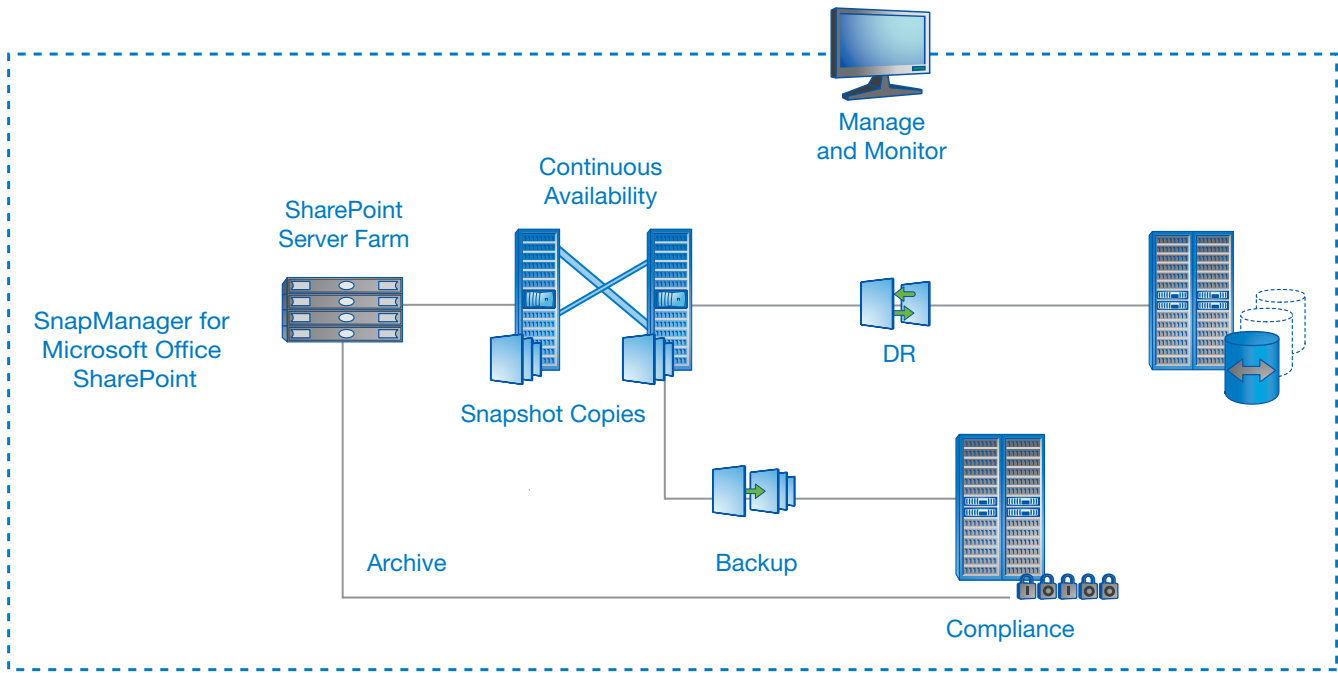 Manage
and Monitor
Continuous
Availability
SharePoint
Server Farm
SnapManager for
Microsoft Office
SharePoint
DR
Snapshot Copies
Archive
Backup
Compliance